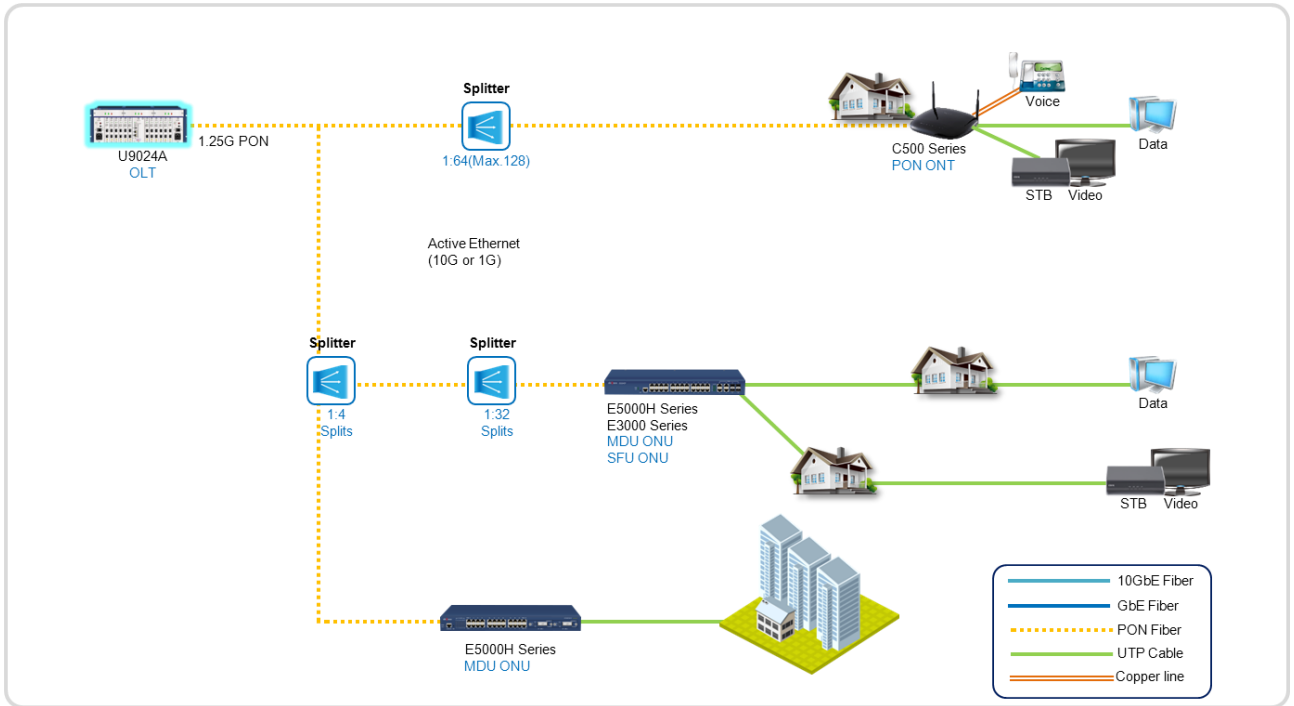 Splitter
1.25G PON
U9024A
OLT
1:64(Max.128)
Voice
C500 Series
PON ONT
Data
STB Video
Active Ethernet
(10G or 1G)
Splitter
1:4
Splits
Splitter
1:32
Splits
E5000H Series
E3000 Series
MDU ONU
SFU ONU
Data
STB Video
E5000H Series
MDU ONU
10GbE Fiber
GbE Fiber
PON Fiber
UTP Cable
Copper line